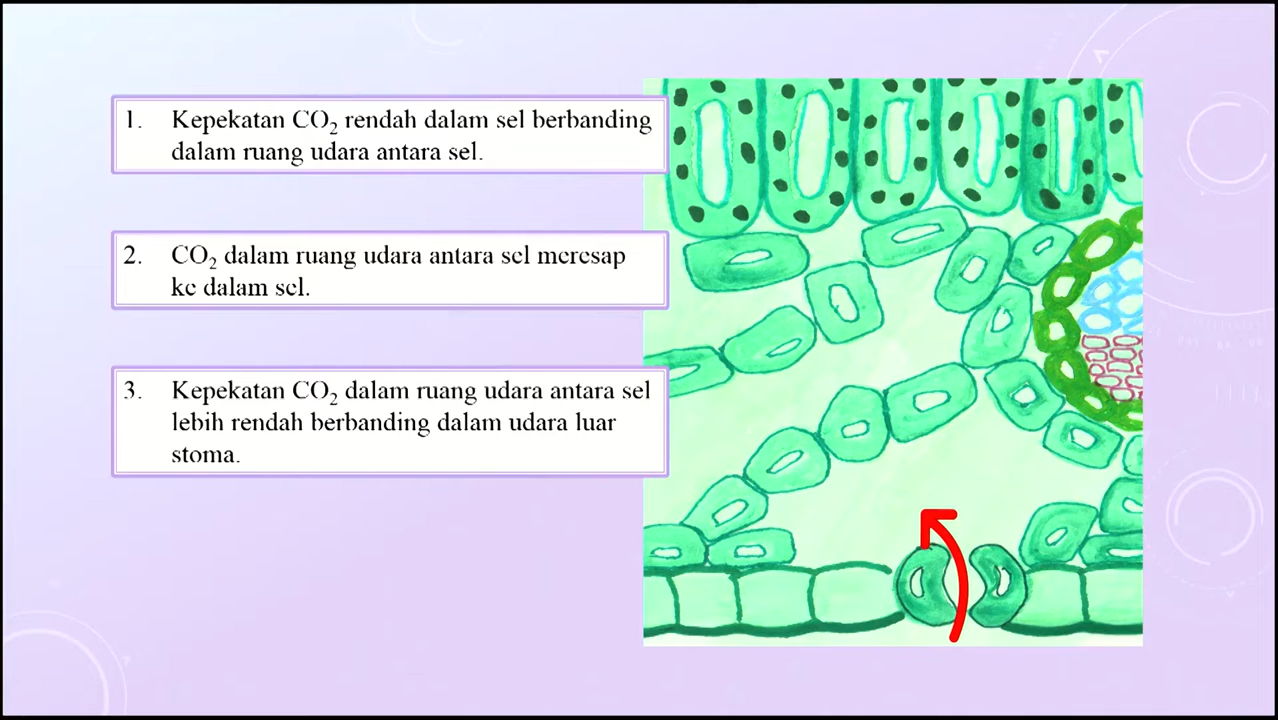 1. Kepekatan CO₂ rendah dalam sel berbanding
dalam ruang udara antara sel.
2. CO₂ dalam ruang udara antara sel meresap
ke dalam sel.
3. Kepekatan CO₂ dalam ruang udara antara sel
lebih rendah berbanding dalam udara luar
stoma.